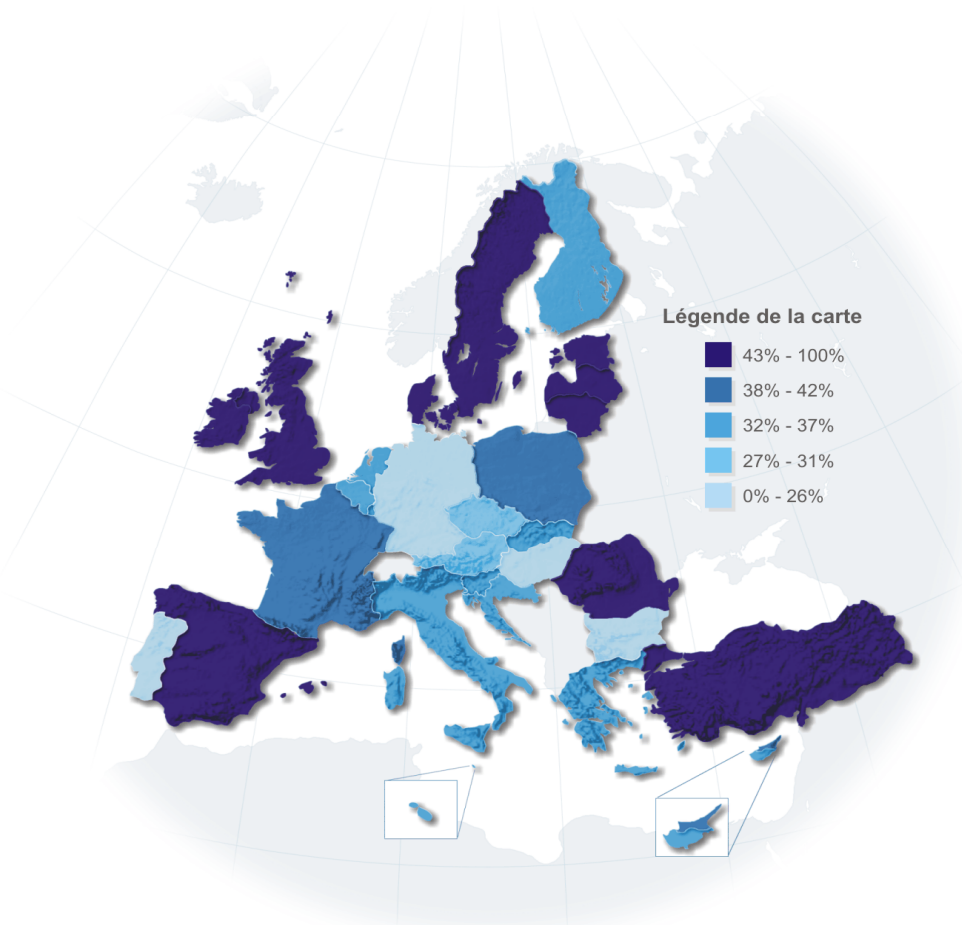 Légende de la carte
43% - 100%
38% - 42%
32% - 37%
27% - 31%
0% - 26%